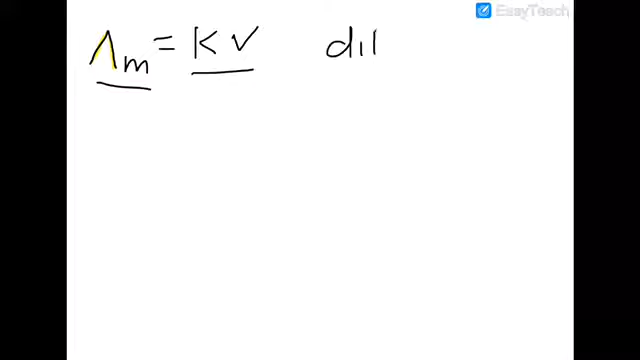 Λm = K V dil
EasyTeach